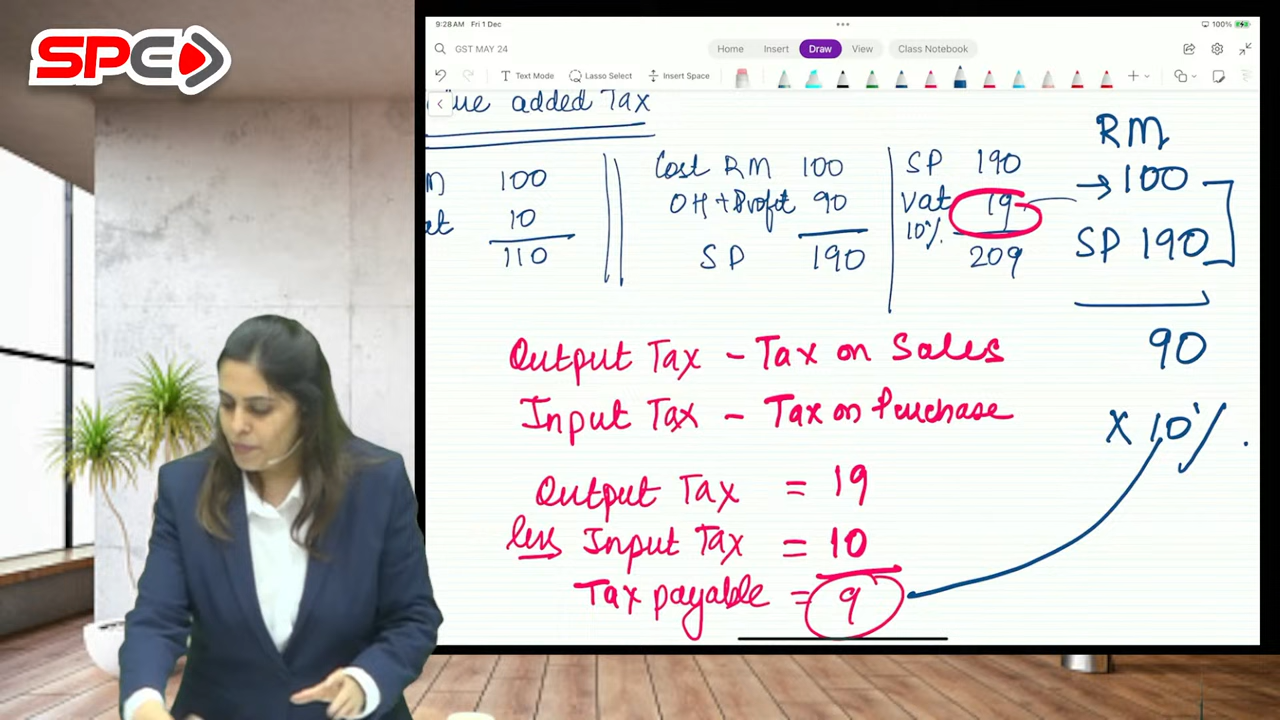 SPED
9:28 AM Fri 1 Dec
100%
GST MAY 24
Home Insert Draw View Class Notebook
Text Mode Lasso Select Insert Space
ue added Tax
M 100
at 10
110
Cost RM 100
OH + Profit 90
SP 190
SP 190
Vat 19
10%
209
RM
→ 100
SP 190
90
X 10%
Output Tax - Tax on Sales
Input Tax - Tax on Purchase
Output Tax = 19
less Input Tax = 10
Tax payable = 9